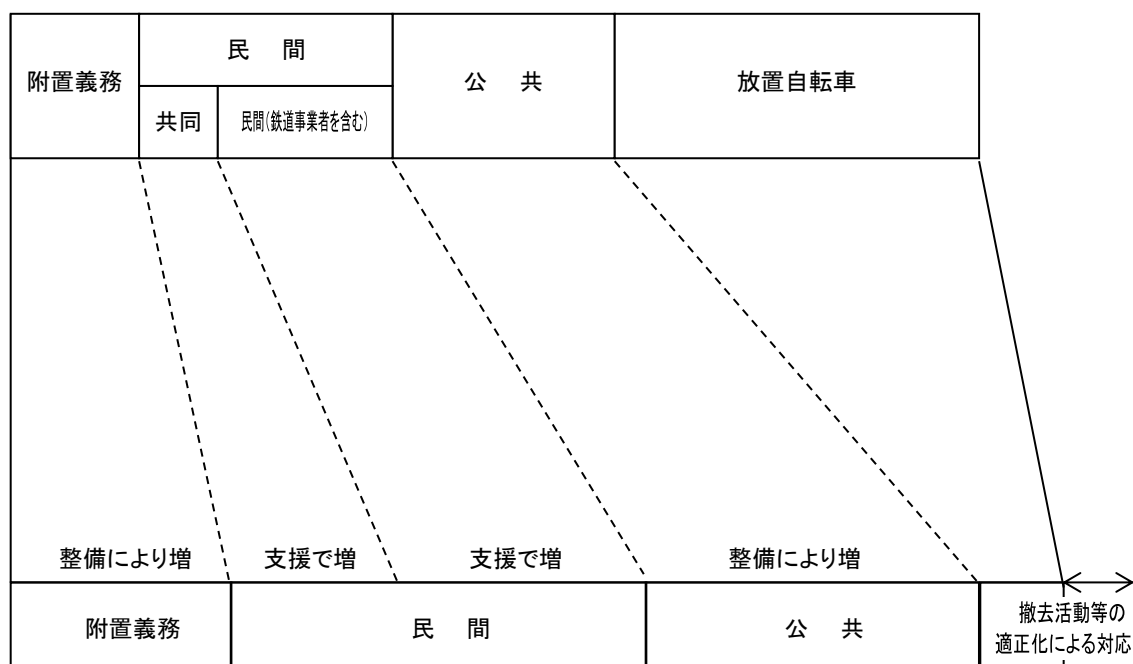 附置義務
民 間
共同
民間(鉄道事業者を含む)
公 共
放置自転車
整備により増
支援で増
支援で増
整備により増
附置義務
民 間
公 共
撤去活動等の
適正化による対応